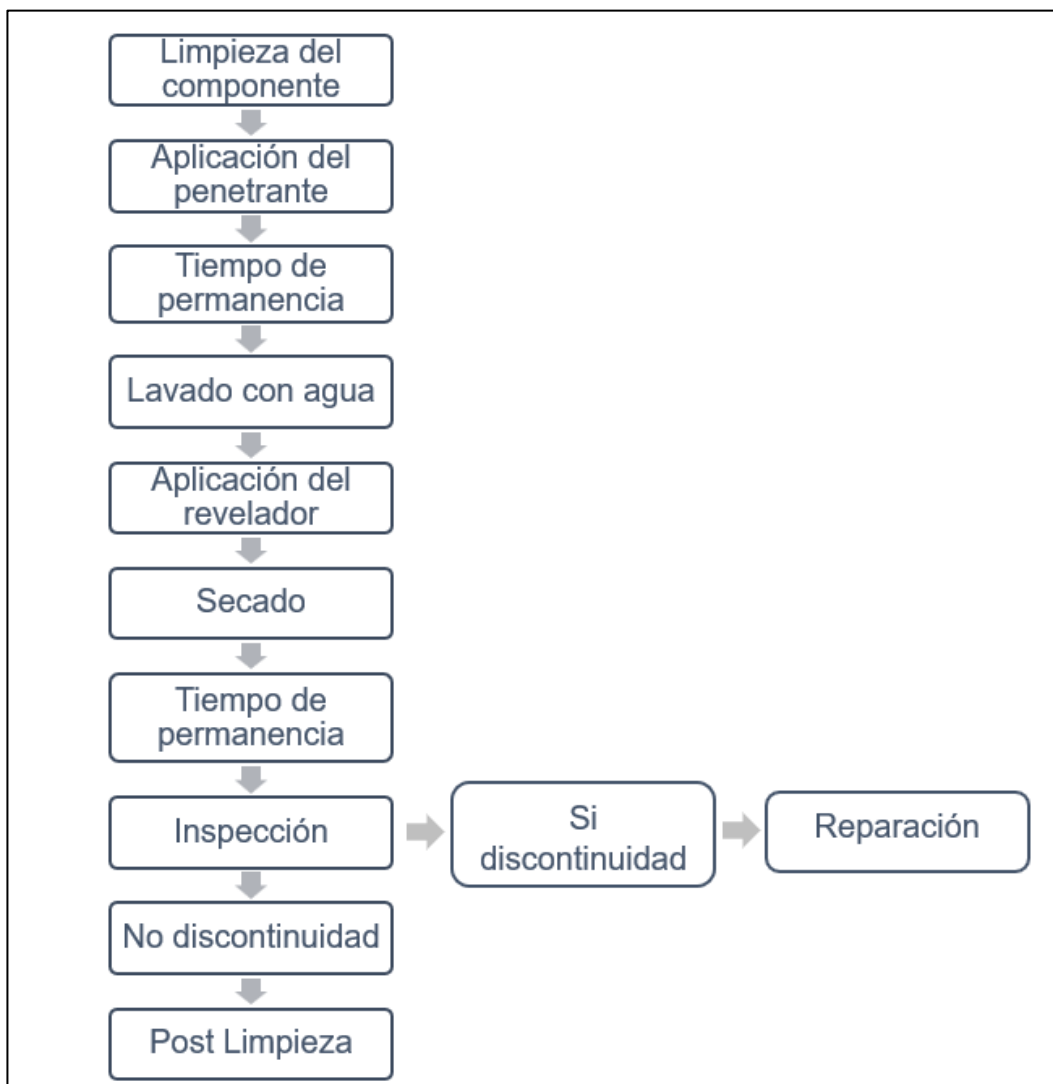 Limpieza del
componente
Aplicación del
penetrante
Tiempo de
permanencia
Lavado con agua
Aplicación del
revelador
Secado
Tiempo de
permanencia
Inspección
Si
discontinuidad
Reparación
No discontinuidad
Post Limpieza